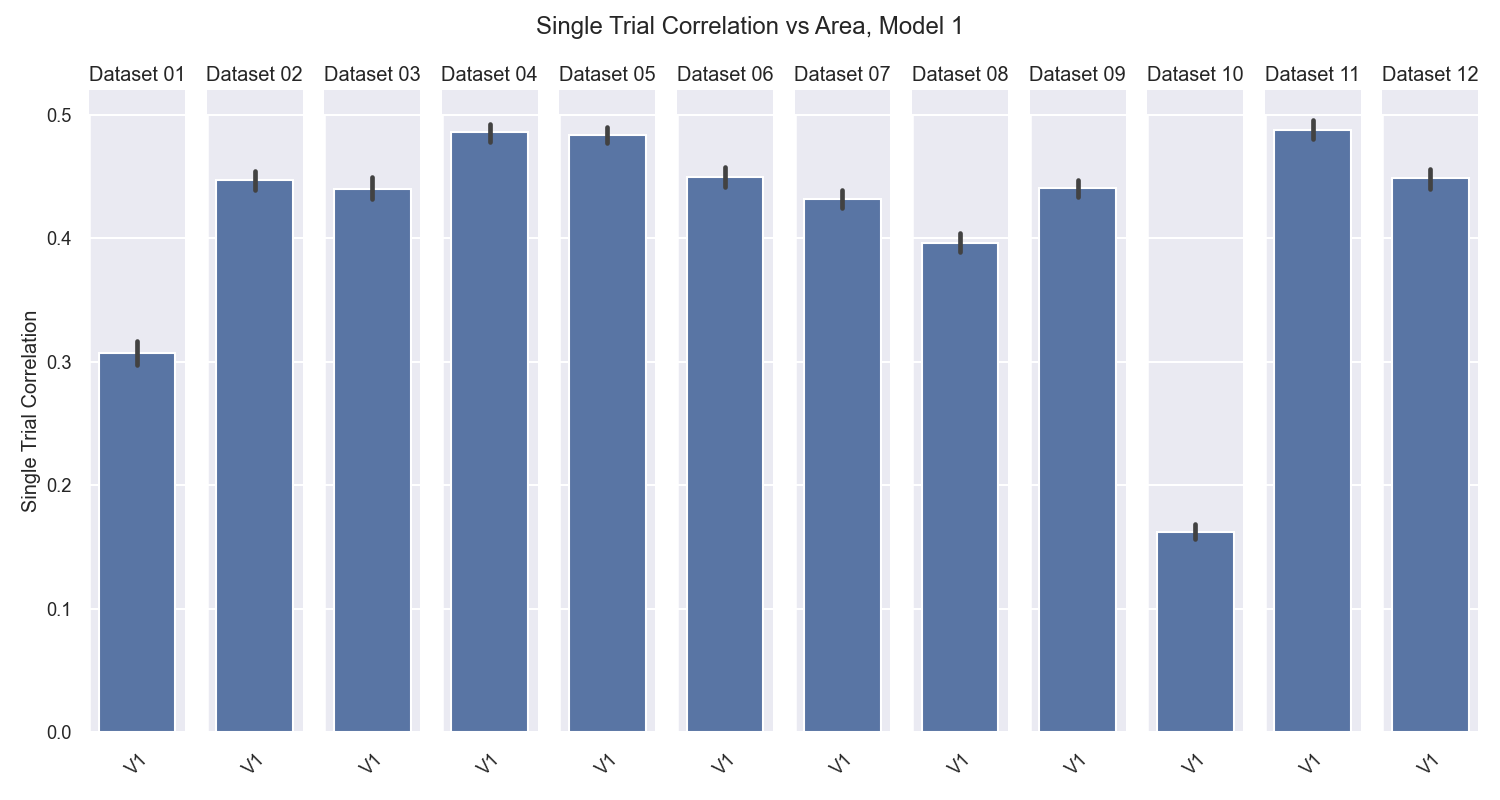 Single Trial Correlation vs Area, Model 1
Dataset 01 Dataset 02 Dataset 03 Dataset 04 Dataset 05 Dataset 06 Dataset 07 Dataset 08 Dataset 09 Dataset 10 Dataset 11 Dataset 12
0.5
0.4
0.3
0.2
0.1
0.0
Single Trial Correlation
V1 V1 V1 V1 V1 V1 V1 V1 V1 V1 V1 V1